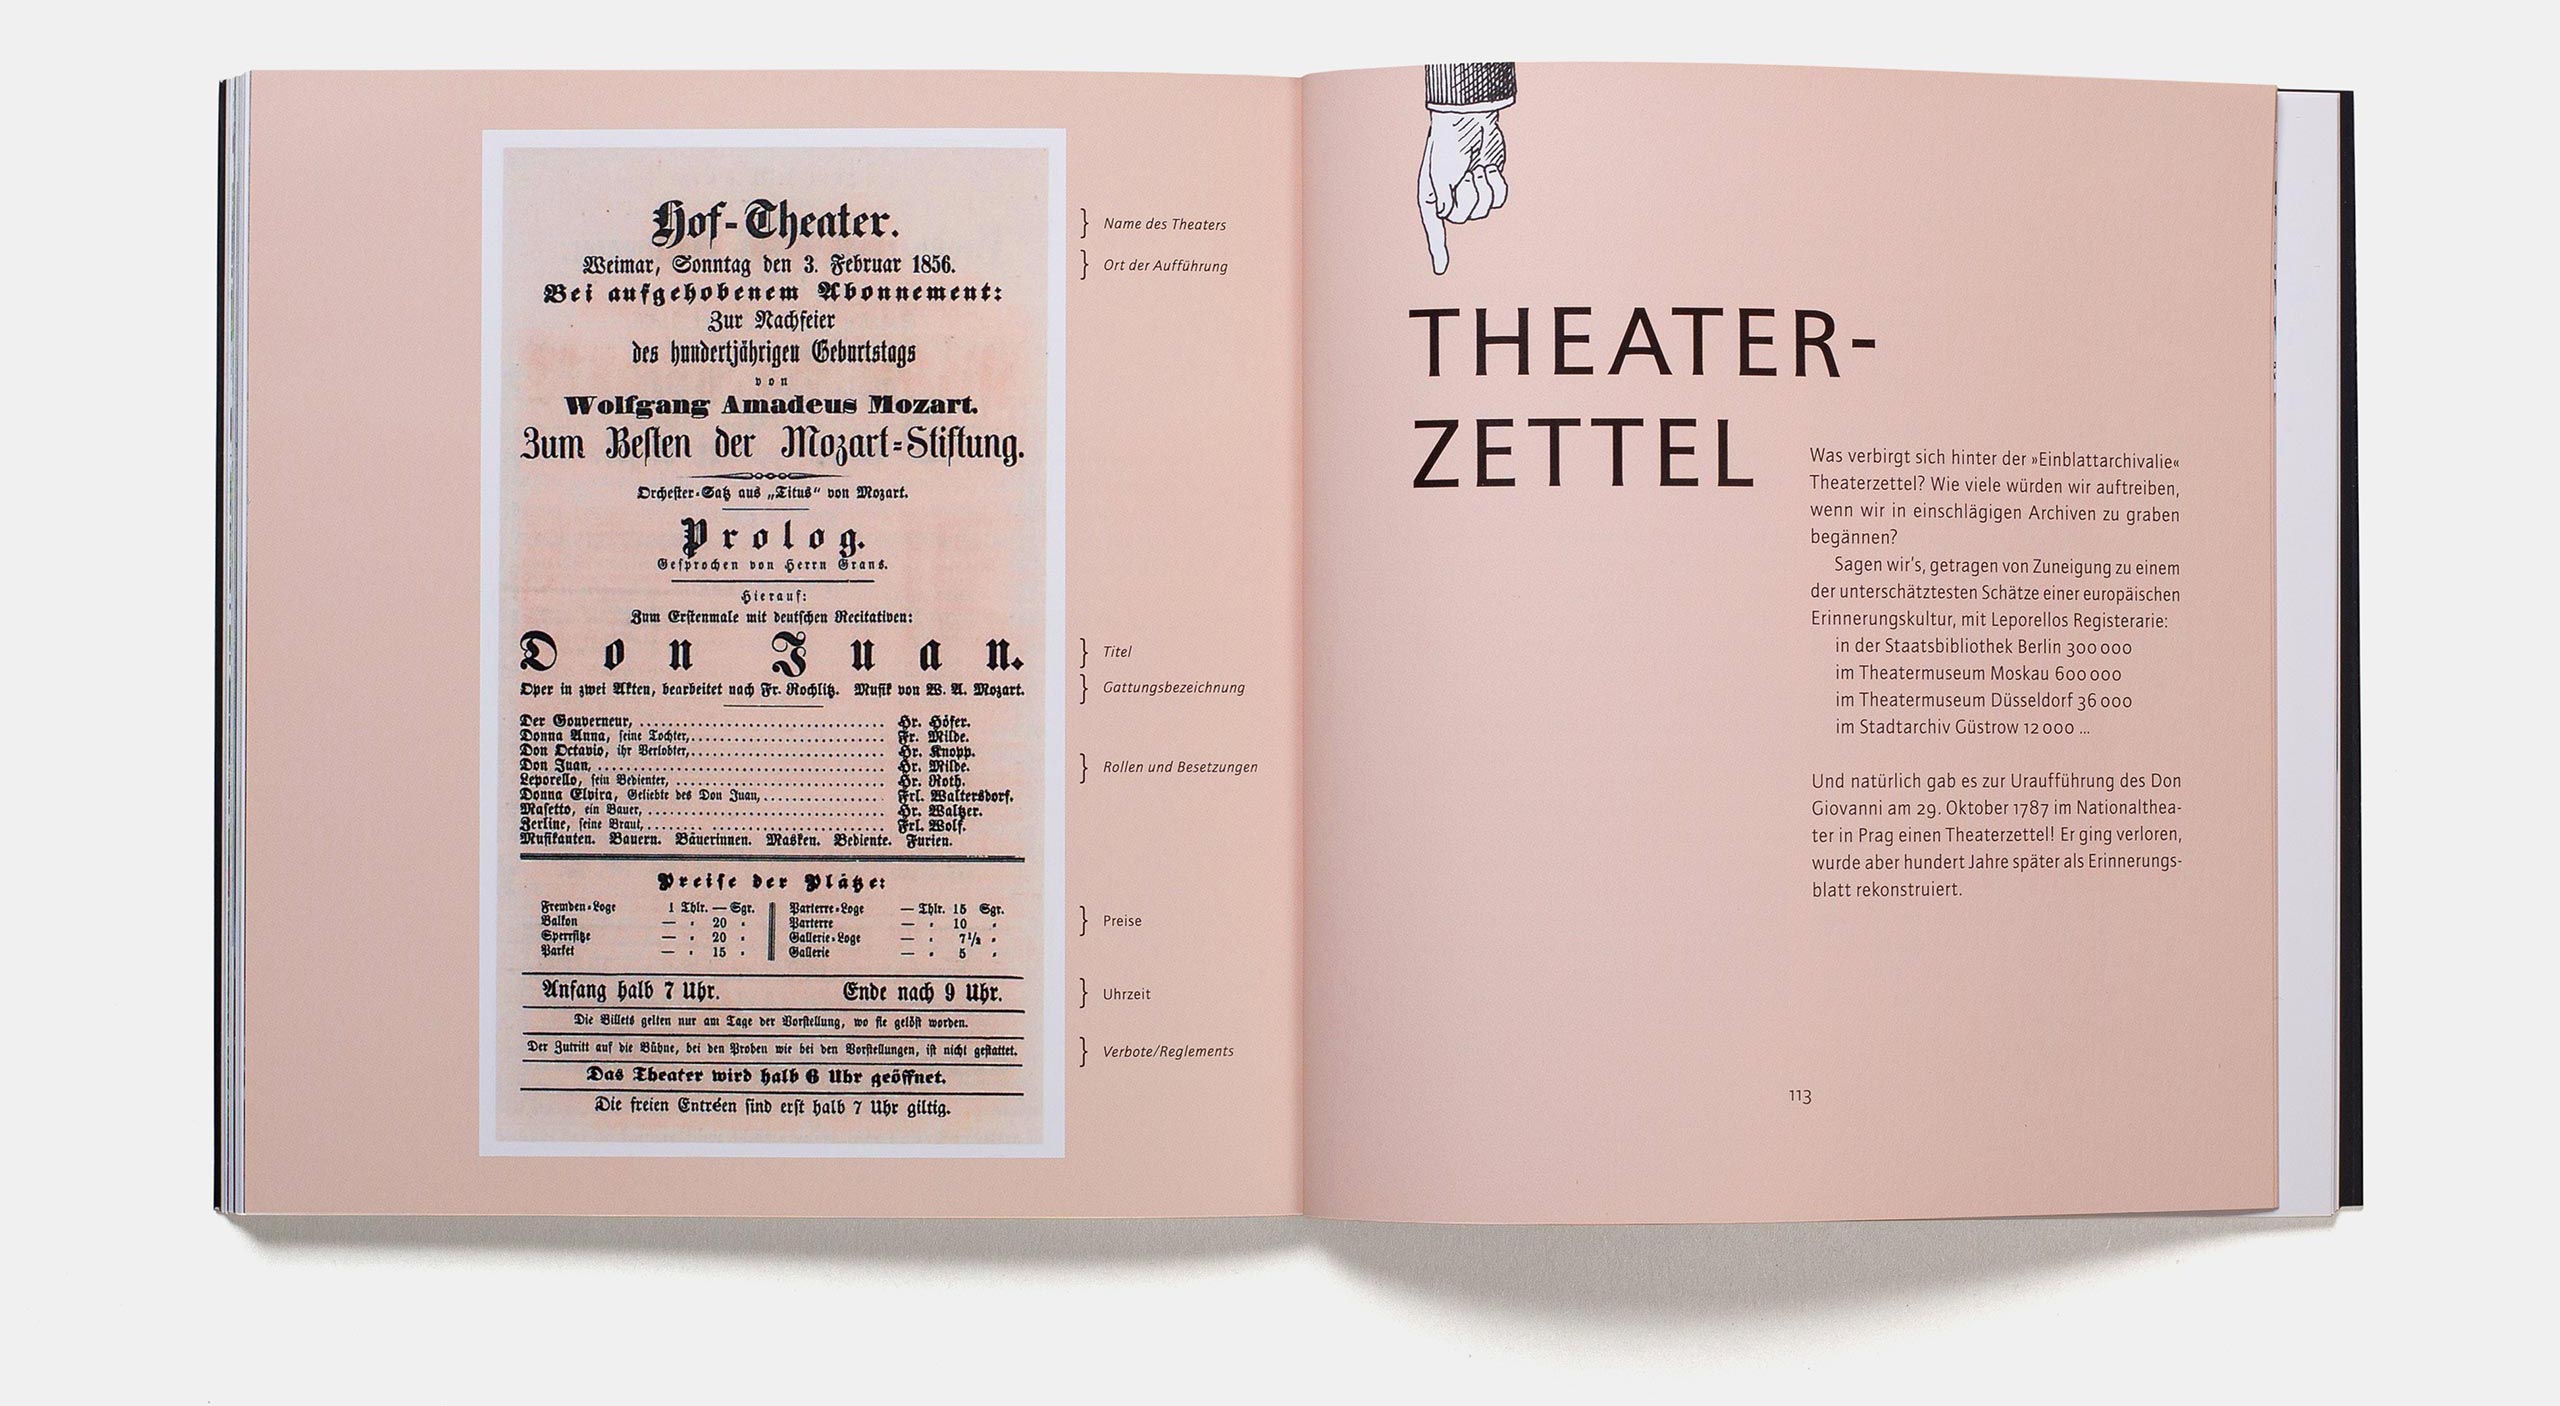 Hof-Theater.
Weimar, Sonntag den 3. Februar 1856.
Bei aufgehobenem Abonnement:
Zur Nachfeier
des hundertjährigen Geburtstags
von
Wolfgang Amadeus Mozart.
Zum Besten der Mozart-Stiftung.
Orchester-Satz aus „Titus“ von Mozart.
Prolog.
Gesprochen von Herrn Grans.
Hierauf:
Zum Erstenmale mit deutschen Recitativen:
Don Juan.
Oper in zwei Akten, bearbeitet nach Fr. Rochlitz. Musik von W. A. Mozart.
Der Gouverneur, .................... Hr. Höfer.
Donna Anna, seine Tochter, .................... Fr. Milde.
Don Octavio, ihr Verlobter, .................... Hr. Knopp.
Don Juan, .................... Hr. Milde.
Leporello, sein Bedienter, .................... Hr. Roth.
Donna Elvira, Geliebte des Don Juan, .................... Frl. Waltersdorf.
Masetto, ein Bauer, .................... Hr. Waltzer.
Zerline, seine Braut, .................... Frl. Wolf.
Musikanten. Bauern. Bäuerinnen. Masken. Bediente. Furien.
Preise der Plätze:
Fremden-Loge 1 Thlr. — Sgr. Parterre-Loge — Thlr. 15 Sgr.
Balkon — " 20 " Parterre — " 10 "
Sperrsitze — " 20 " Gallerie-Loge — " 7 1/2 "
Parket — " 15 " Gallerie — " 5 "
Anfang halb 7 Uhr. Ende nach 9 Uhr.
Die Billets gelten nur am Tage der Vorstellung, wo sie gelöst worden.
Der Zutritt auf die Bühne, bei den Proben wie bei den Vorstellungen, ist nicht gestattet.
Das Theater wird halb 6 Uhr geöffnet.
Die freien Entréen sind erst halb 7 Uhr giltig.
} Name des Theaters
} Ort der Aufführung
} Titel
} Gattungsbezeichnung
} Rollen und Besetzungen
} Preise
} Uhrzeit
} Verbote/Reglements
THEATER-
ZETTEL
Was verbirgt sich hinter der »Einblattarchivalie«
Theaterzettel? Wie viele würden wir auftreiben,
wenn wir in einschlägigen Archiven zu graben
begännen?
Sagen wir's, getragen von Zuneigung zu einem
der unterschätztesten Schätze einer europäischen
Erinnerungskultur, mit Leporellos Registerarie:
in der Staatsbibliothek Berlin 300 000
im Theatermuseum Moskau 600 000
im Theatermuseum Düsseldorf 36 000
im Stadtarchiv Güstrow 12 000 ...
Und natürlich gab es zur Uraufführung des Don
Giovanni am 29. Oktober 1787 im Nationalthea-
ter in Prag einen Theaterzettel! Er ging verloren,
wurde aber hundert Jahre später als Erinnerungs-
blatt rekonstruiert.
113